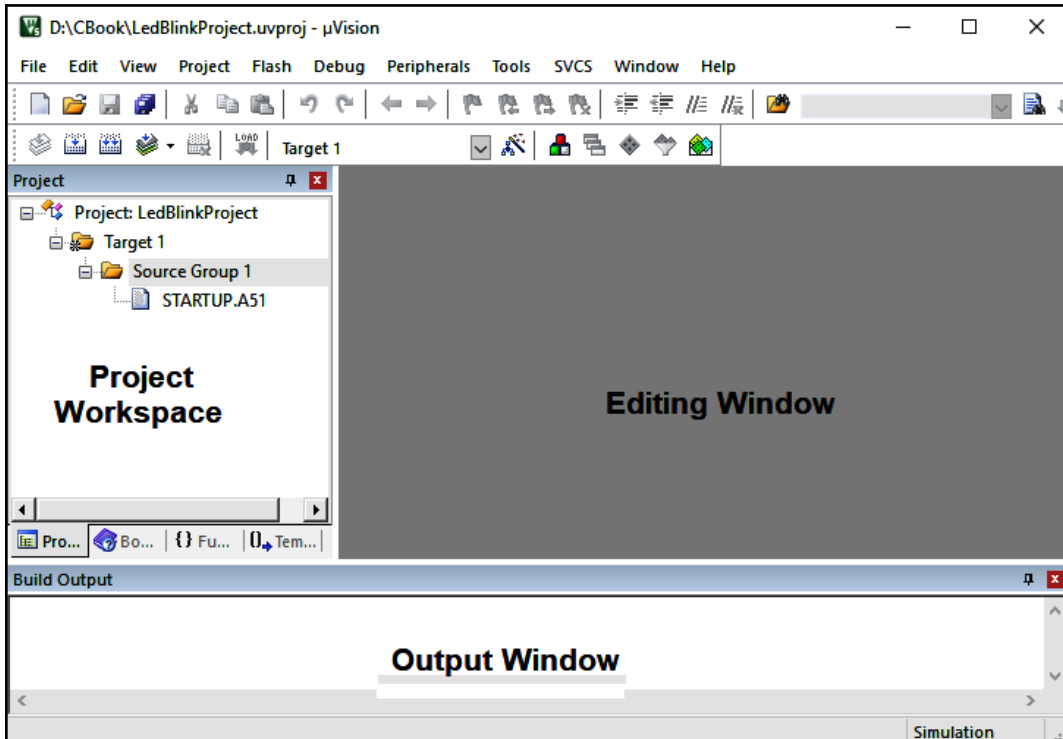 D:\CBook\LedBlinkProject.uvproj - µVision
File Edit View Project Flash Debug Peripherals Tools SVCS Window Help
LOAD
Target 1
Project
Project: LedBlinkProject
Target 1
Source Group 1
STARTUP.A51
Project
Workspace
Editing Window
Pro... Bo... {} Fu... 0 Tem...
Build Output
Output Window
Simulation